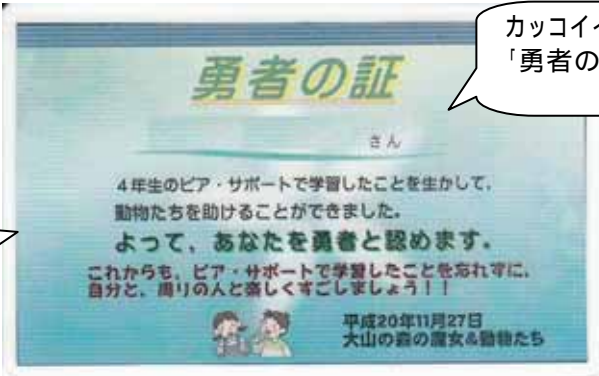 勇者の証
さん
4年生のピア・サポートで学習したことを生かして、
動物たちを助けることができました。
よって、あなたを勇者と認めます。
これからも、ピア・サポートで学習したことを忘れずに、
自分と、周りの人と楽しくすごしましょう!!
平成20年11月27日
大山の森の魔女&動物たち
カッコイイ
「勇者の